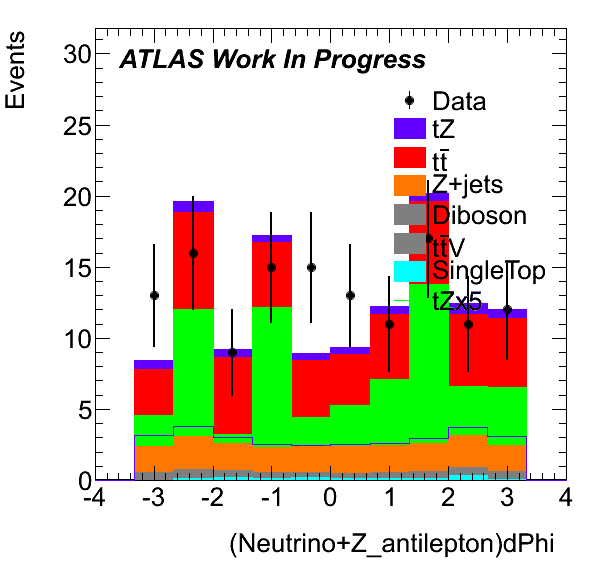 Events
ATLAS Work In Progress
Data
tZ
tt̄
Z+jets
Diboson
tt̄V
SingleTop
tZx5
30
25
20
15
10
5
0
-4 -3 -2 -1 0 1 2 3 4
(Neutrino+Z_antilepton)dPhi